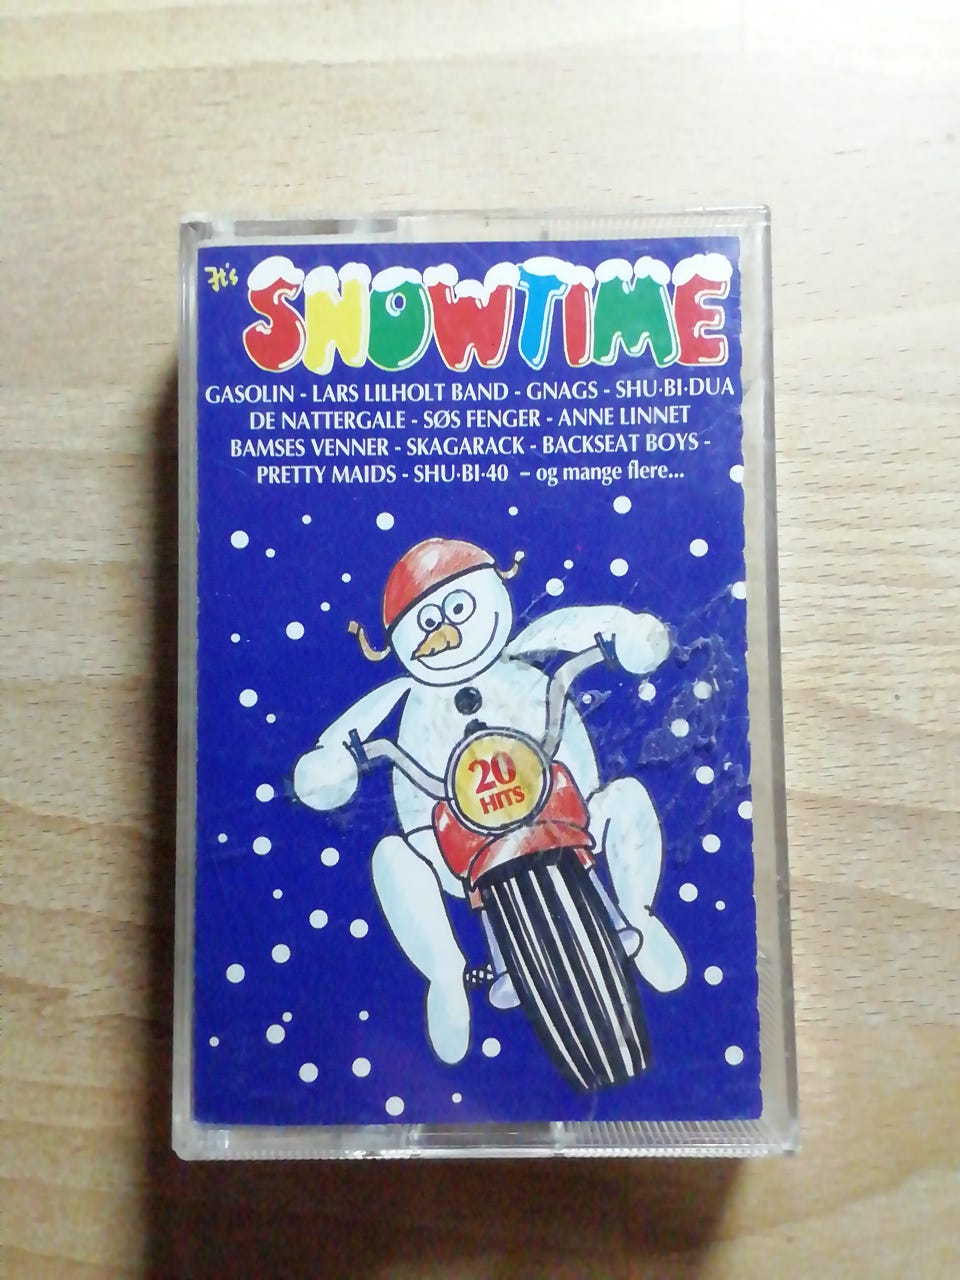 It's SNOWTIME
GASOLIN - LARS LILHOLT BAND - GNAGS - SHU·BI·DUA
DE NATTERGALE - SØS FENGER - ANNE LINNET
BAMSES VENNER - SKAGARACK - BACKSEAT BOYS -
PRETTY MAIDS - SHU·BI·40 – og mange flere...
20
HITS